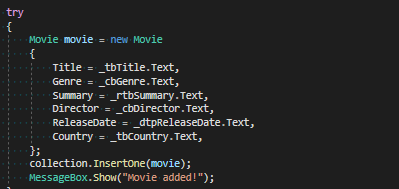 try
{
Movie movie = new Movie
{
Title = _tbTitle.Text,
Genre = _cbGenre.Text,
Summary = _rtbSummary.Text,
Director = _cbDirector.Text,
ReleaseDate = _dtpReleaseDate.Text,
Country = _tbCountry.Text,
};
collection.InsertOne(movie);
MessageBox.Show("Movie added!");